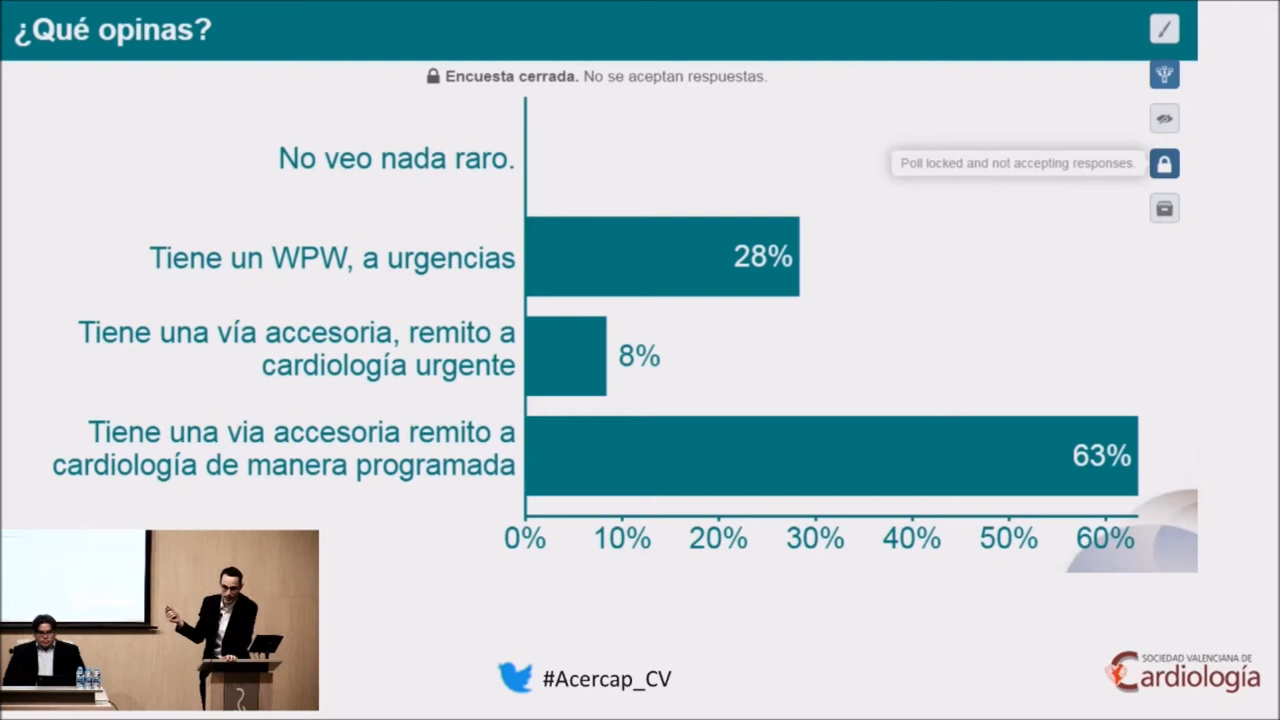 ¿Qué opinas?
Encuesta cerrada. No se aceptan respuestas.
No veo nada raro.
Poll locked and not accepting responses.
Tiene un WPW, a urgencias
28%
Tiene una vía accesoria, remito a
cardiología urgente
8%
Tiene una via accesoria remito a
cardiología de manera programada
63%
0% 10% 20% 30% 40% 50% 60%
#Acercap_CV
SOCIEDAD VALENCIANA DE
Cardiología